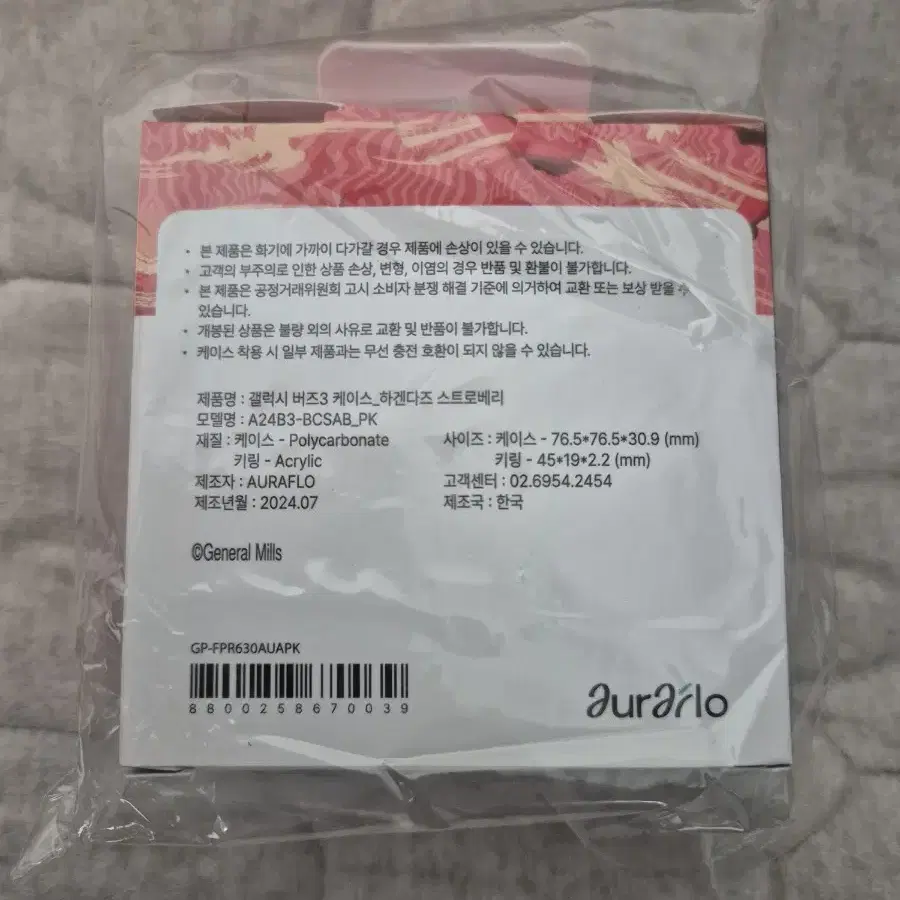 • 본 제품은 화기에 가까이 다가갈 경우 제품에 손상이 있을 수 있습니다.
• 고객의 부주의로 인한 상품 손상, 변형, 이염의 경우 반품 및 환불이 불가합니다.
• 본 제품은 공정거래위원회 고시 소비자 분쟁 해결 기준에 의거하여 교환 또는 보상 받을 수
있습니다.
• 개봉된 상품은 불량 외의 사유로 교환 및 반품이 불가합니다.
• 케이스 착용 시 일부 제품과는 무선 충전 호환이 되지 않을 수 있습니다.
제품명 : 갤럭시 버즈3 케이스_하겐다즈 스트로베리
모델명 : A24B3-BCSAB_PK
재질 : 케이스 - Polycarbonate 사이즈 : 케이스 - 76.5*76.5*30.9 (mm)
키링 - Acrylic 키링 - 45*19*2.2 (mm)
제조자 : AURAFLO 고객센터 : 02.6954.2454
제조년월 : 2024.07 제조국 : 한국
©General Mills
GP-FPR630AUAPK
8800258670039
auraflo